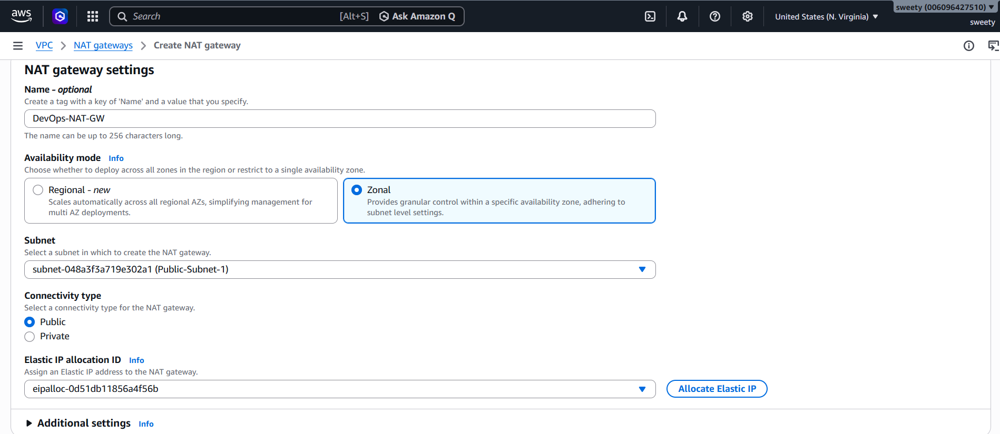 aws
Search [Alt+S] Ask Amazon Q
United States (N. Virginia) ▼
sweety (006096427510) ▼
sweety
VPC > NAT gateways > Create NAT gateway
NAT gateway settings
Name - optional
Create a tag with a key of 'Name' and a value that you specify.
DevOps-NAT-GW
The name can be up to 256 characters long.
Availability mode Info
Choose whether to deploy across all zones in the region or restrict to a single availability zone.
Regional - new
Scales automatically across all regional AZs, simplifying management for
multi AZ deployments.
Zonal
Provides granular control within a specific availability zone, adhering to
subnet level settings.
Subnet
Select a subnet in which to create the NAT gateway.
subnet-048a3f3a719e302a1 (Public-Subnet-1)
Connectivity type
Select a connectivity type for the NAT gateway.
Public
Private
Elastic IP allocation ID Info
Assign an Elastic IP address to the NAT gateway.
eipalloc-0d51db11856a4f56b
Allocate Elastic IP
Additional settings Info